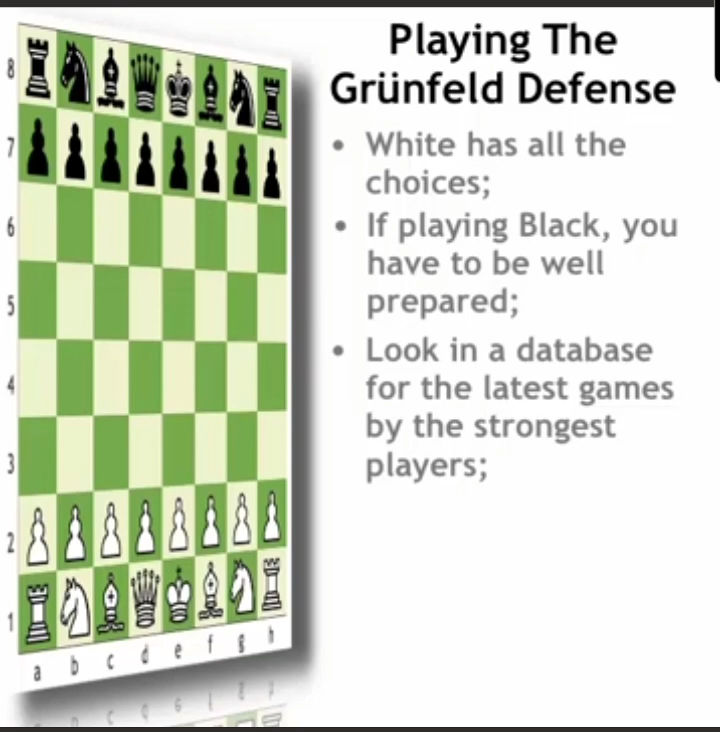 Playing The
Grünfeld Defense
• White has all the
choices;
• If playing Black, you
have to be well
prepared;
• Look in a database
for the latest games
by the strongest
players;
8
7
6
5
4
3
2
1
a b c d e f g h